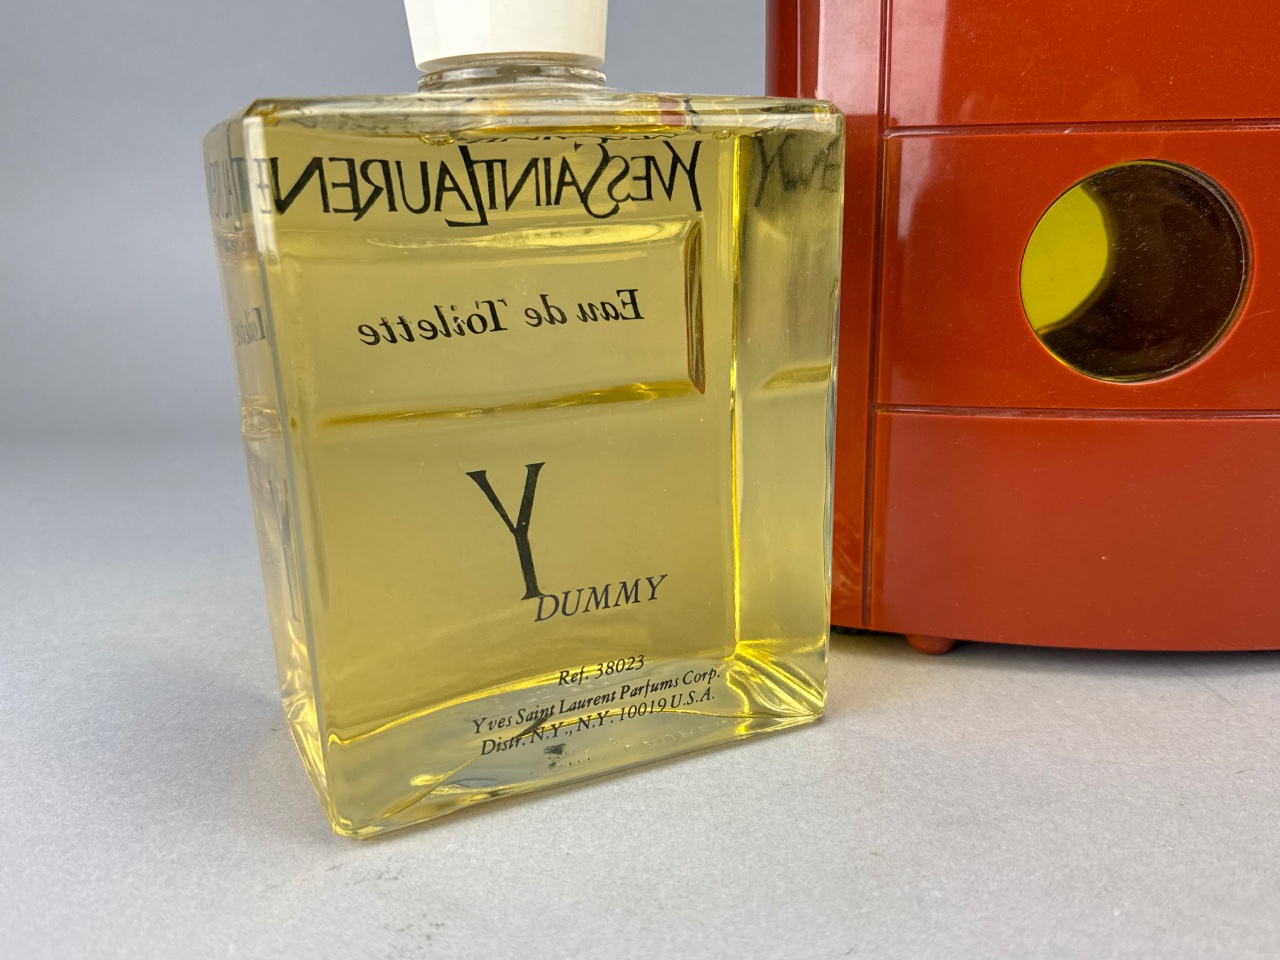 YVESSAINTLAURENT
Eau de Toilette
Y
DUMMY
Ref. 38023
Yves Saint Laurent Parfums Corp.
Distr. N.Y., N.Y. 10019 U.S.A.